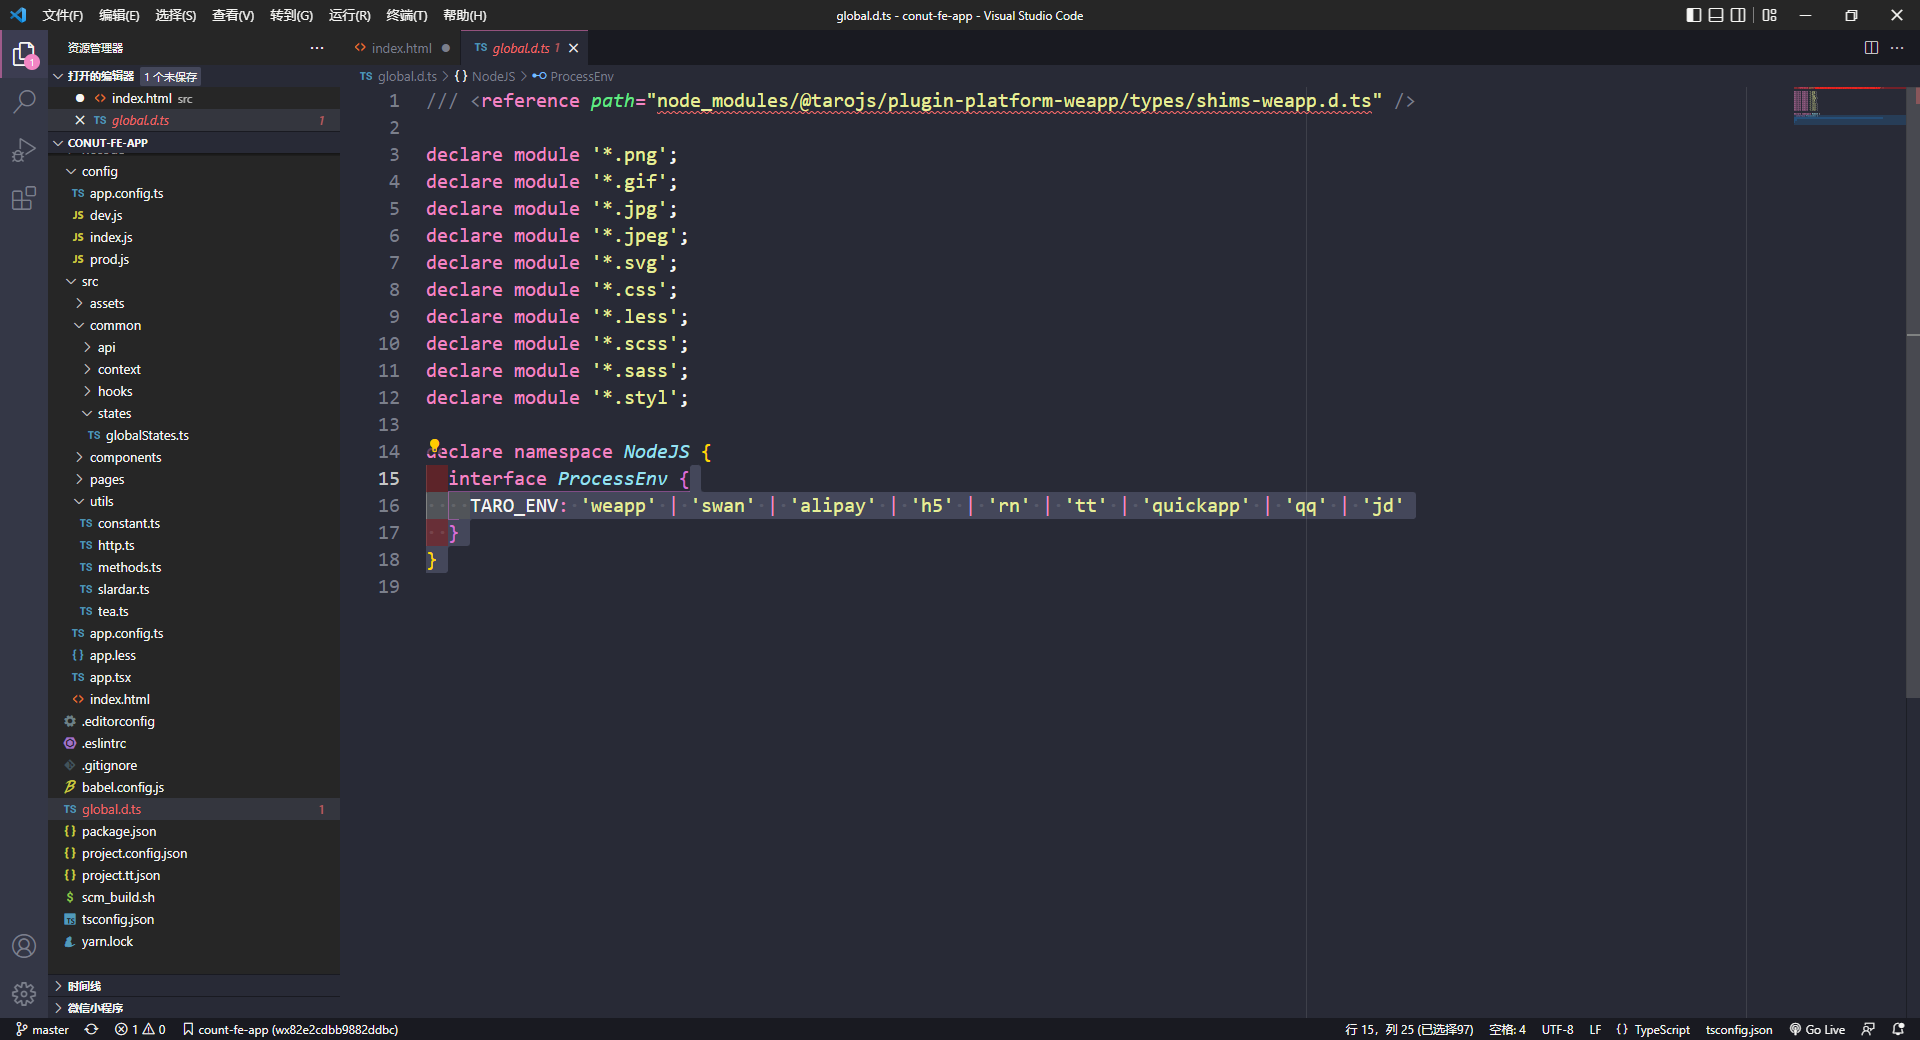 文件(F) 编辑(E) 选择(S) 查看(V) 转到(G) 运行(R) 终端(T) 帮助(H) global.d.ts - conut-fe-app - Visual Studio Code
资源管理器
index.html
TS global.d.ts 1
打开的编辑器 1 个未保存
index.html src
TS global.d.ts 1
CONUT-FE-APP
config
TS app.config.ts
JS dev.js
JS index.js
JS prod.js
src
assets
common
api
context
hooks
states
TS globalStates.ts
components
pages
utils
TS constant.ts
TS http.ts
TS methods.ts
TS slardar.ts
TS tea.ts
TS app.config.ts
{} app.less
TS app.tsx
<> index.html
.editorconfig
.eslintrc
.gitignore
babel.config.js
TS global.d.ts 1
{} package.json
{} project.config.json
{} project.tt.json
$ scm_build.sh
tsconfig.json
yarn.lock
时间线
微信小程序
TS global.d.ts > {} NodeJS > ProcessEnv
1 /// <reference path="node_modules/@tarojs/plugin-platform-weapp/types/shims-weapp.d.ts" />
2
3 declare module '*.png';
4 declare module '*.gif';
5 declare module '*.jpg';
6 declare module '*.jpeg';
7 declare module '*.svg';
8 declare module '*.css';
9 declare module '*.less';
10 declare module '*.scss';
11 declare module '*.sass';
12 declare module '*.styl';
13
14 declare namespace NodeJS {
15 interface ProcessEnv {
16 TARO_ENV: 'weapp' | 'swan' | 'alipay' | 'h5' | 'rn' | 'tt' | 'quickapp' | 'qq' | 'jd'
17 }
18 }
19
master 1 0 count-fe-app (wx82e2cdbb9882ddbc) 行 15，列 25 (已选择97) 空格: 4 UTF-8 LF {} TypeScript tsconfig.json Go Live